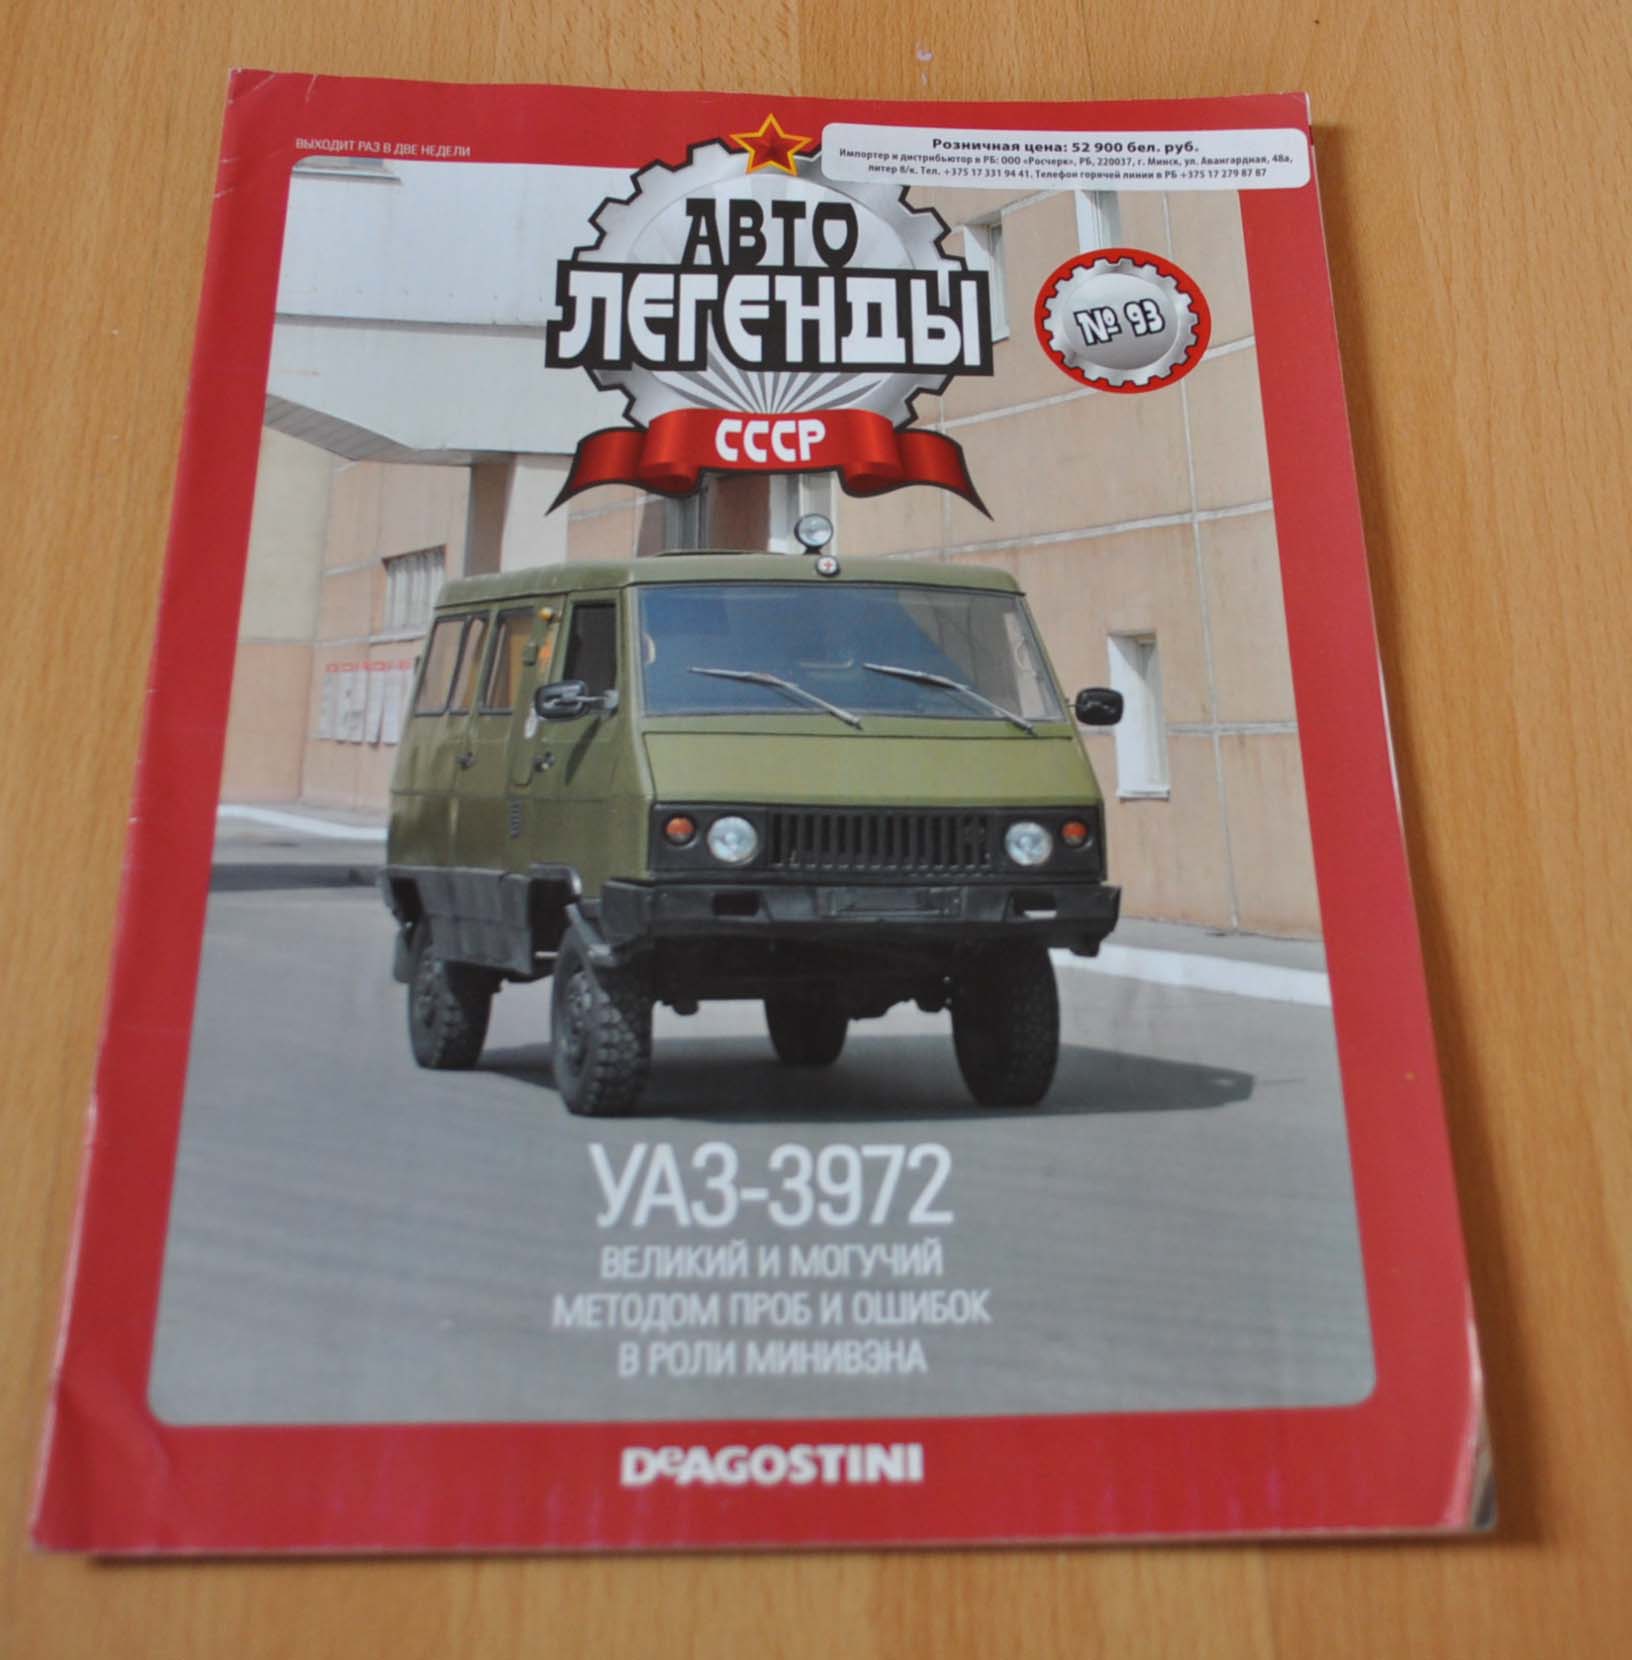 ВЫХОДИТ РАЗ В ДВЕ НЕДЕЛИ
Розничная цена: 52 900 бел. руб.
Импортер и дистрибьютор в РБ: ООО «Росчерк», РБ, 220037, г. Минск, ул. Авангардная, 48а,
литер 8/к. Тел. +375 17 331 94 41. Телефон горячей линии в РБ +375 17 279 87 87
АВТО
ЛЕГЕНДЫ
СССР
№ 93
УАЗ-3972
ВЕЛИКИЙ И МОГУЧИЙ
МЕТОДОМ ПРОБ И ОШИБОК
В РОЛИ МИНИВЭНА
DeAGOSTINI